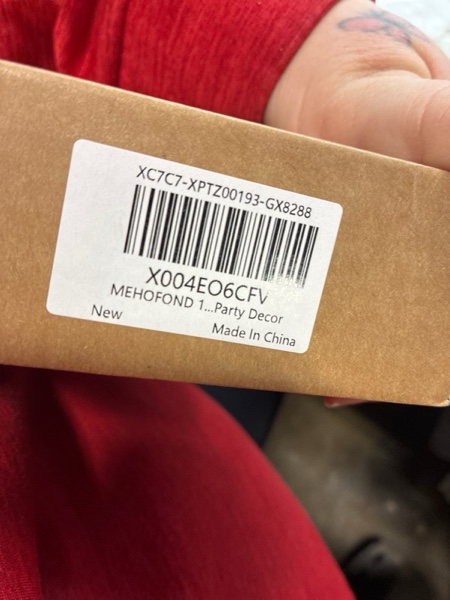 XC7C7-XPTZ00193-GX8288
X004EO6CFV
MEHOFOND 1...Party Decor
New
Made In China